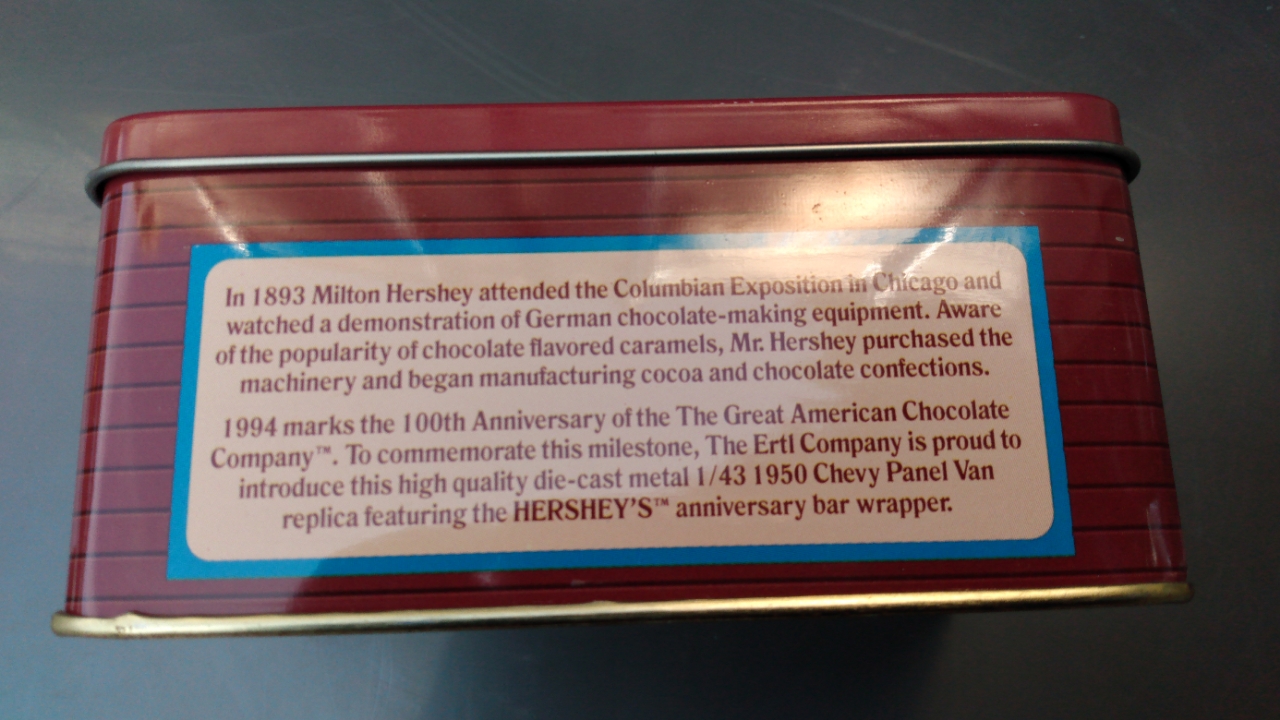 In 1893 Milton Hershey attended the Columbian Exposition in Chicago and
watched a demonstration of German chocolate-making equipment. Aware
of the popularity of chocolate flavored caramels, Mr. Hershey purchased the
machinery and began manufacturing cocoa and chocolate confections.
1994 marks the 100th Anniversary of the The Great American Chocolate
Company™. To commemorate this milestone, The Ertl Company is proud to
introduce this high quality die-cast metal 1/43 1950 Chevy Panel Van
replica featuring the HERSHEY'S™ anniversary bar wrapper.